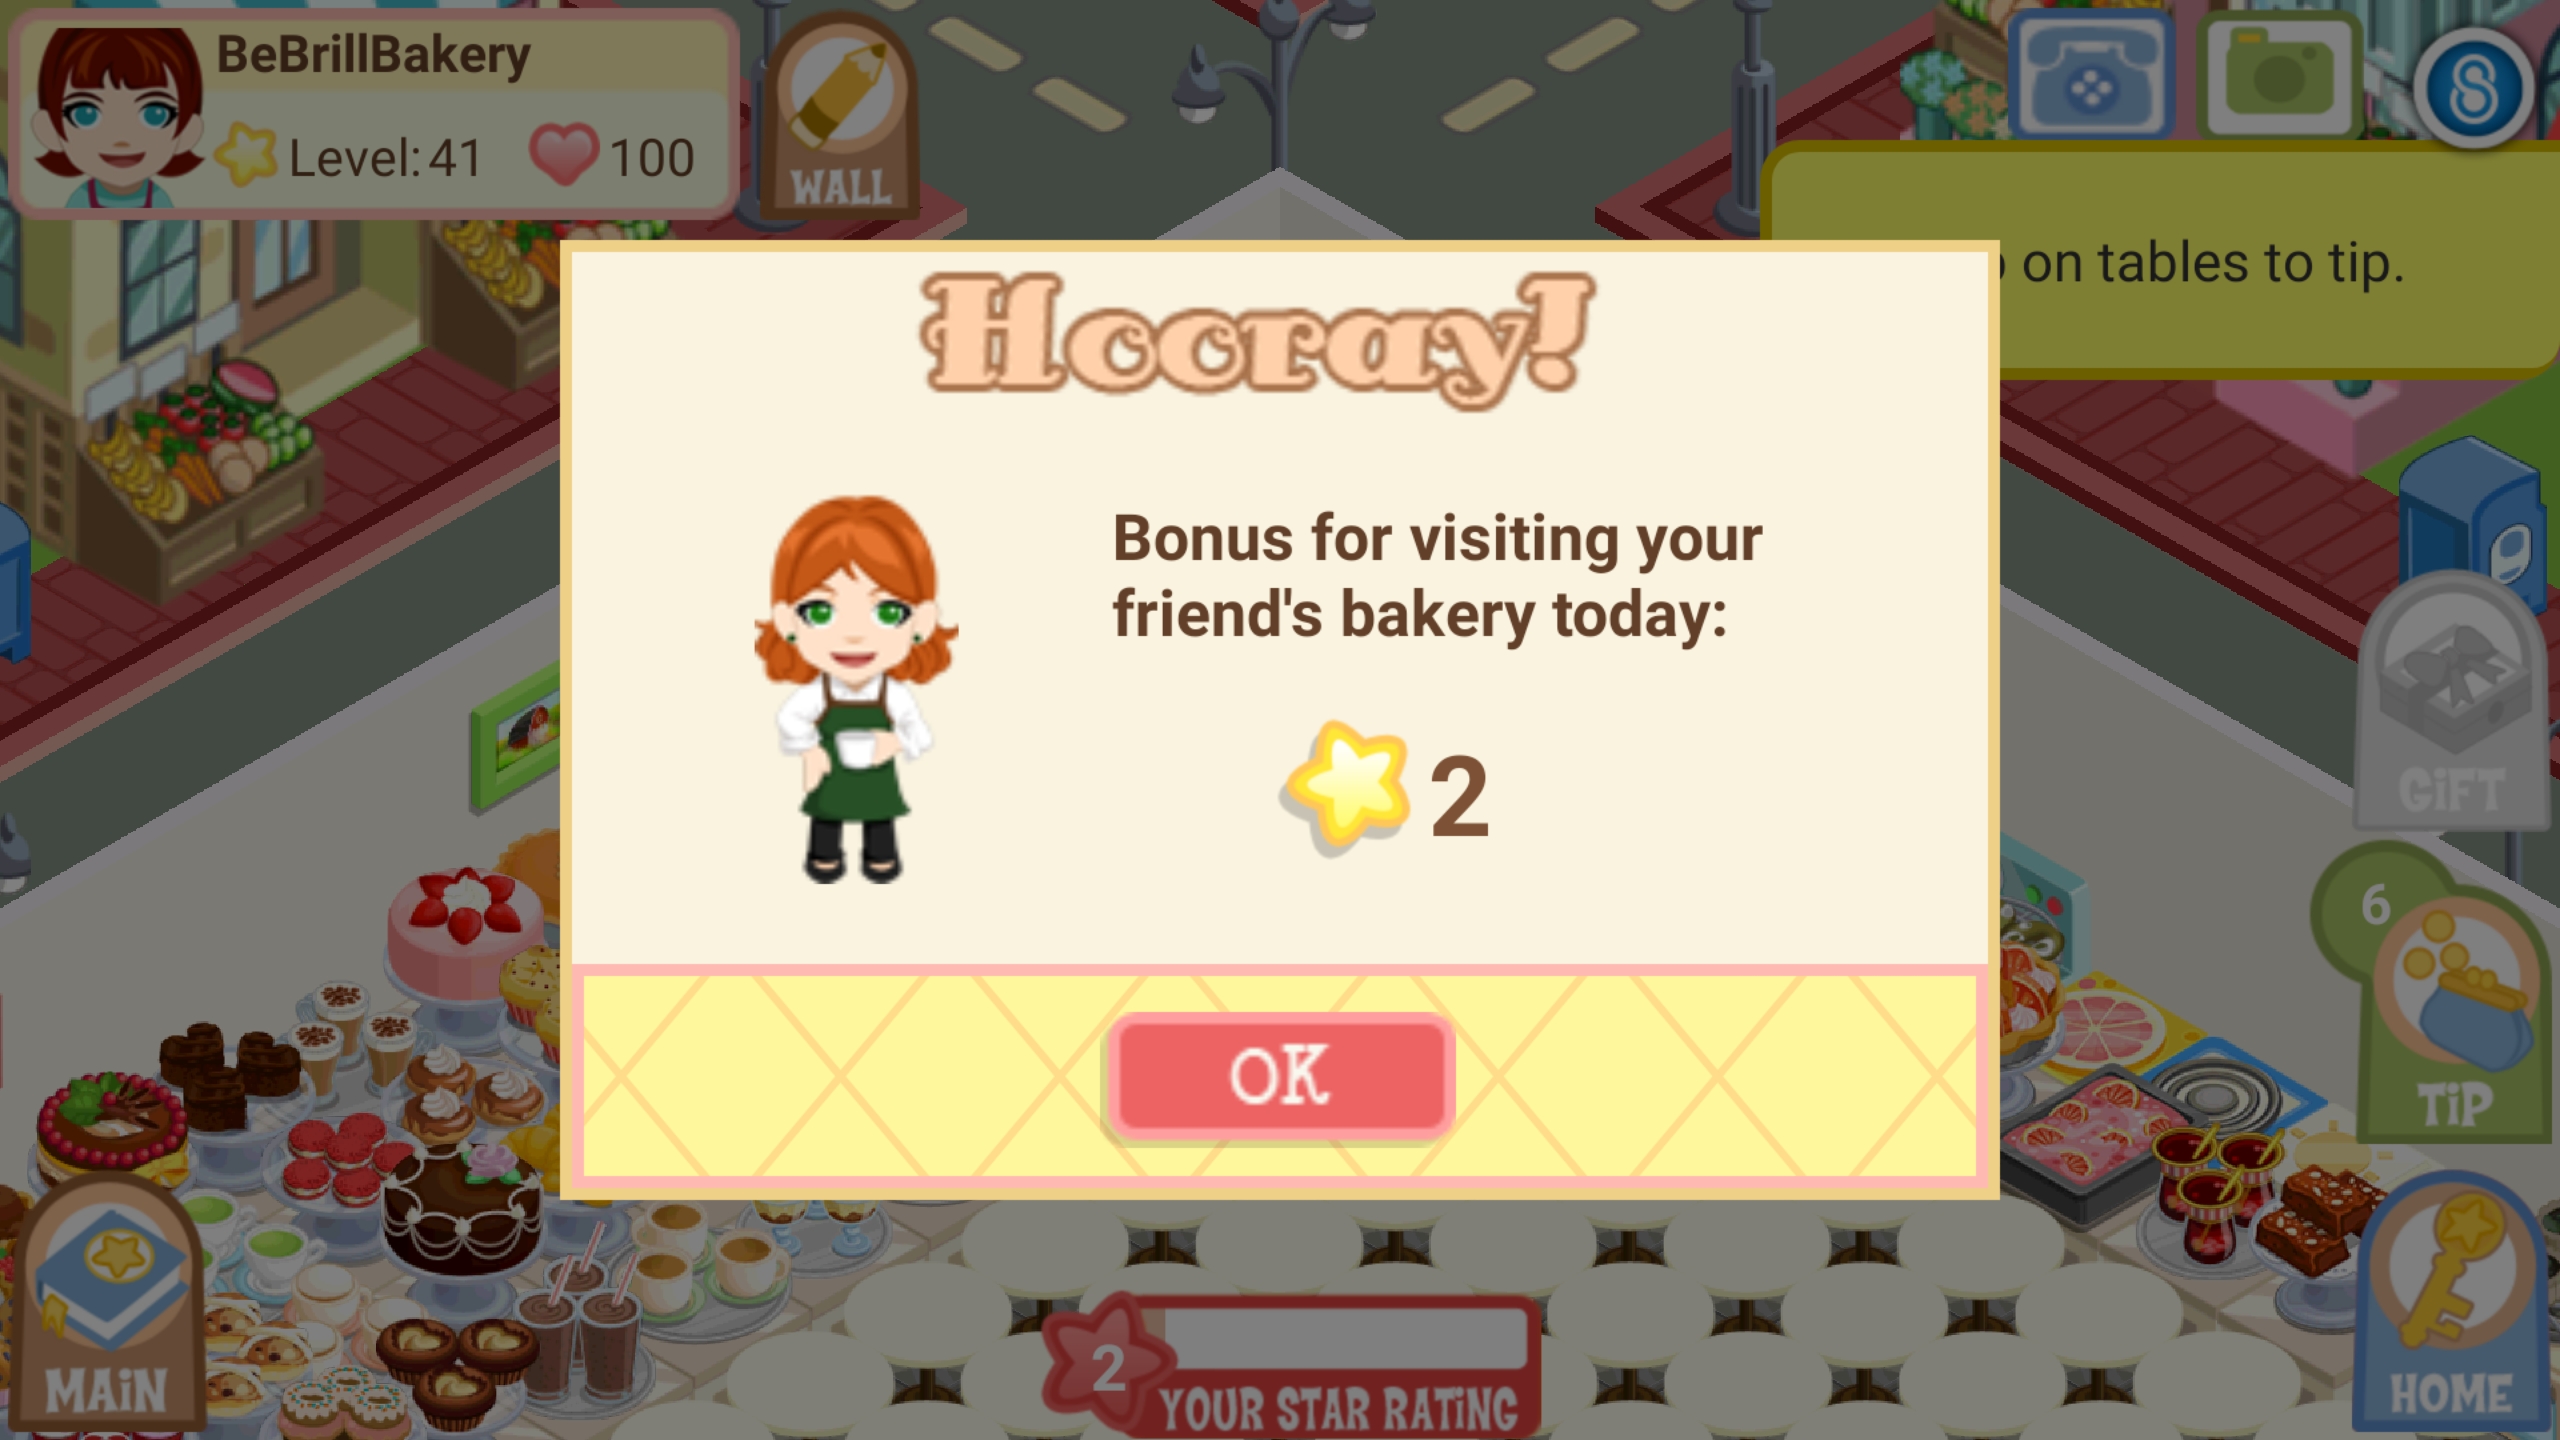 BeBrillBakery
Level: 41
100
WALL
on tables to tip.
Hooray!
Bonus for visiting your
friend's bakery today:
2
OK
GiFT
6
TiP
MAiN
2
YOUR STAR RATiNG
HOME